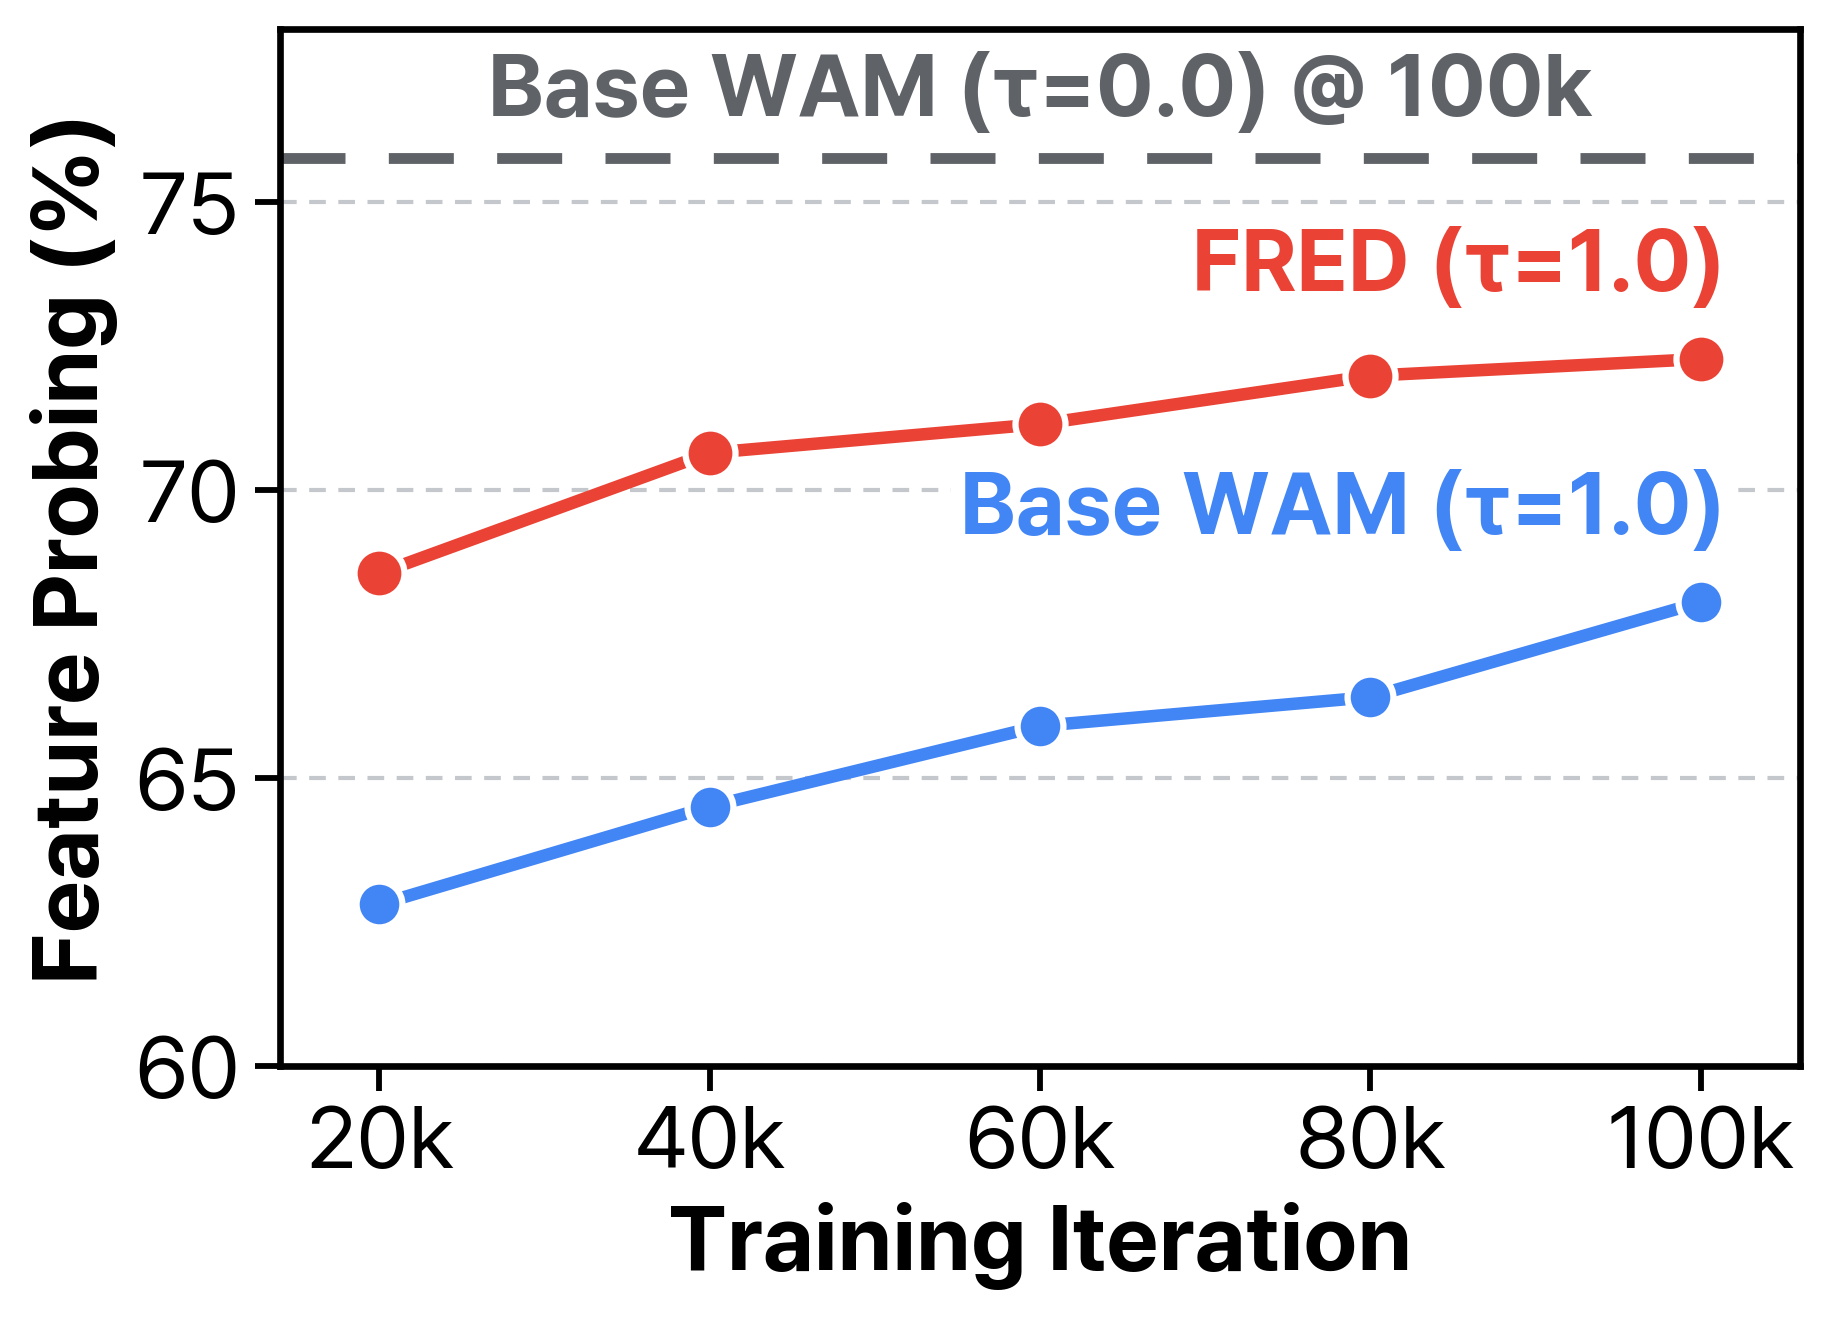 Base WAM (τ=0.0) @ 100k
FRED (τ=1.0)
Base WAM (τ=1.0)
Feature Probing (%)
75
70
65
60
20k 40k 60k 80k 100k
Training Iteration